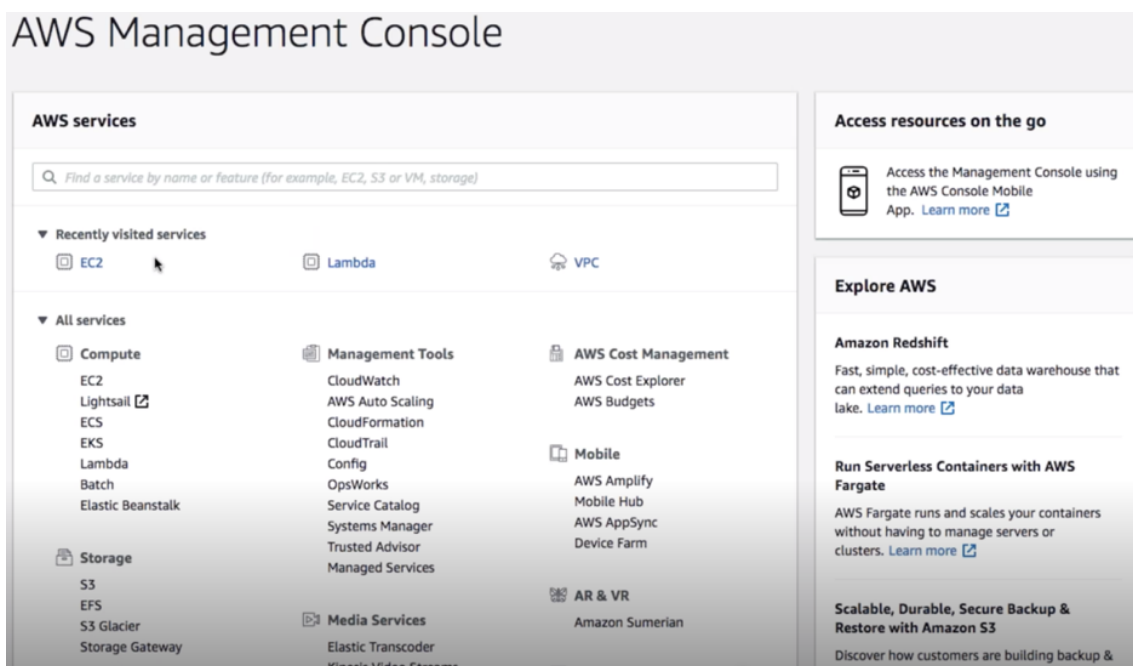 AWS Management Console
AWS services
Find a service by name or feature (for example, EC2, S3 or VM, storage)
Recently visited services
EC2
Lambda
VPC
All services
Compute
EC2
Lightsail
ECS
EKS
Lambda
Batch
Elastic Beanstalk
Storage
S3
EFS
S3 Glacier
Storage Gateway
Management Tools
CloudWatch
AWS Auto Scaling
CloudFormation
CloudTrail
Config
OpsWorks
Service Catalog
Systems Manager
Trusted Advisor
Managed Services
Media Services
Elastic Transcoder
Kinesis Video Streams
AWS Cost Management
AWS Cost Explorer
AWS Budgets
Mobile
AWS Amplify
Mobile Hub
AWS AppSync
Device Farm
AR & VR
Amazon Sumerian
Access resources on the go
Access the Management Console using
the AWS Console Mobile
App. Learn more
Explore AWS
Amazon Redshift
Fast, simple, cost-effective data warehouse that
can extend queries to your data
lake. Learn more
Run Serverless Containers with AWS
Fargate
AWS Fargate runs and scales your containers
without having to manage servers or
clusters. Learn more
Scalable, Durable, Secure Backup &
Restore with Amazon S3
Discover how customers are building backup &